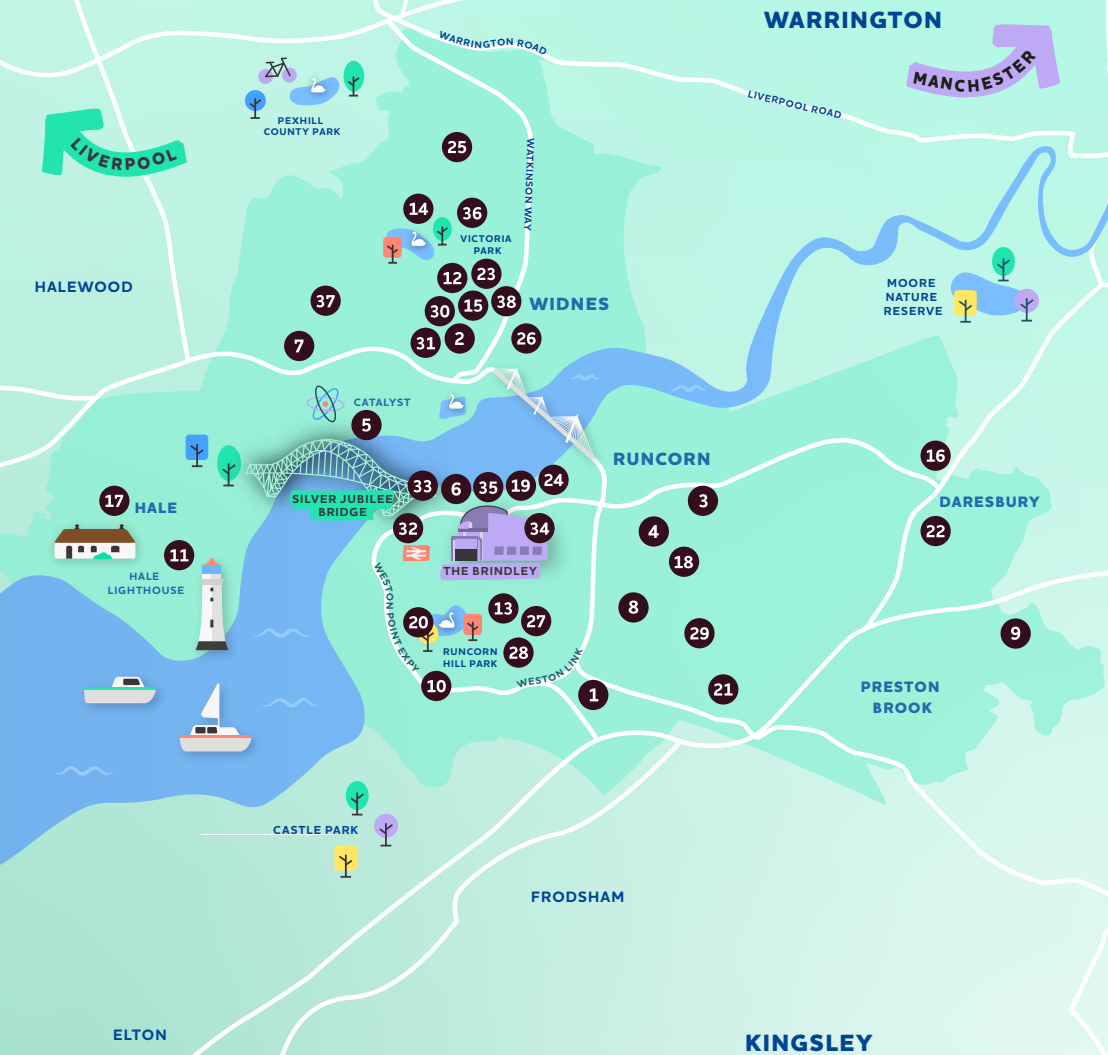 WARRINGTON
WARRINGTON ROAD
MANCHESTER
LIVERPOOL ROAD
PEXHILL
COUNTY PARK
LIVERPOOL
25
WATKINSON WAY
14
36
VICTORIA
PARK
HALEWOOD
12
23
MOORE
NATURE
RESERVE
37
30
15
38
WIDNES
7
31
2
26
CATALYST
5
RUNCORN
16
17
HALE
SILVER JUBILEE
BRIDGE
33
6
35
19
24
3
DARESBURY
32
34
4
22
11
HALE
LIGHTHOUSE
THE BRINDLEY
18
WESTON POINT EXPY
20
13
27
8
29
9
RUNCORN
HILL PARK
28
10
WESTON LINK
1
21
PRESTON
BROOK
CASTLE PARK
FRODSHAM
ELTON
KINGSLEY